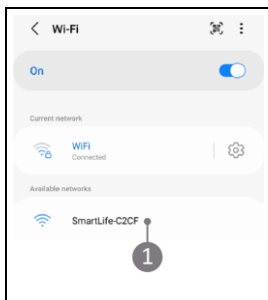 Wi-Fi
On
Current network
WiFi
Connected
Available networks
SmartLife-C2CF
1